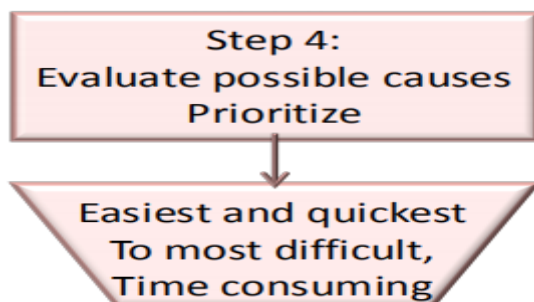 Step 4:
Evaluate possible causes
Prioritize
Easiest and quickest
To most difficult,
Time consuming